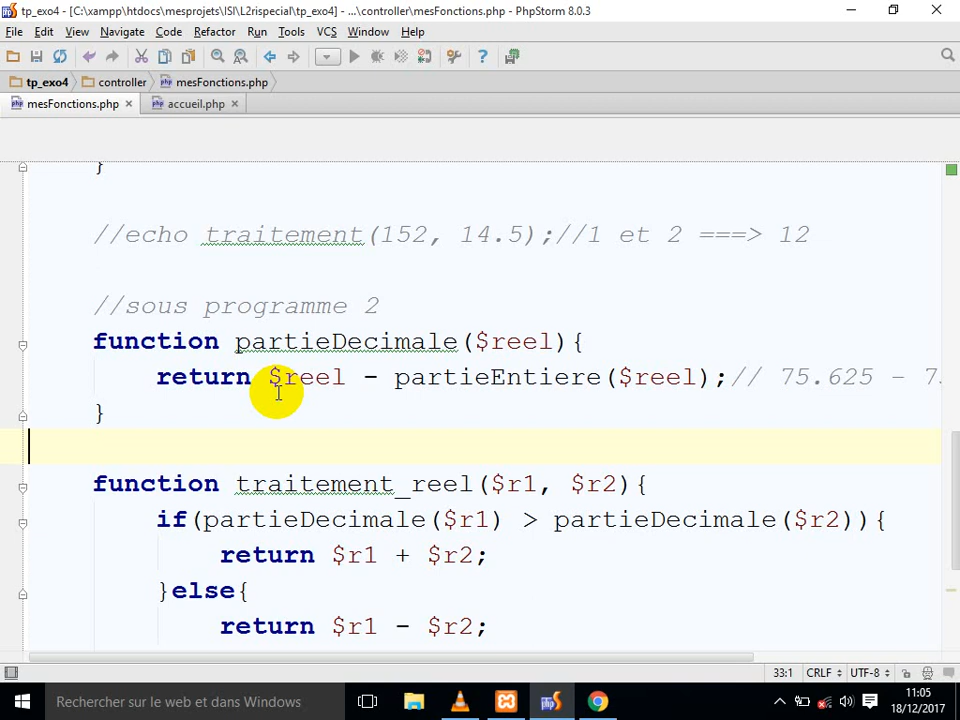 tp_exo4 - [C:\xampp\htdocs\mesprojets\ISI\L2rispecial\tp_exo4] - ...\controller\mesFonctions.php - PhpStorm 8.0.3
File Edit View Navigate Code Refactor Run Tools VCS Window Help
tp_exo4 controller mesFonctions.php
mesFonctions.php accueil.php
}
//echo traitement(152, 14.5);//1 et 2 ===> 12
//sous programme 2
function partieDecimale($reel){
return $reel - partieEntiere($reel);// 75.625 - 7
}
function traitement_reel($r1, $r2){
if(partieDecimale($r1) > partieDecimale($r2)){
return $r1 + $r2;
}else{
return $r1 - $r2;
33:1 CRLF UTF-8
Rechercher sur le web et dans Windows
11:05
18/12/2017